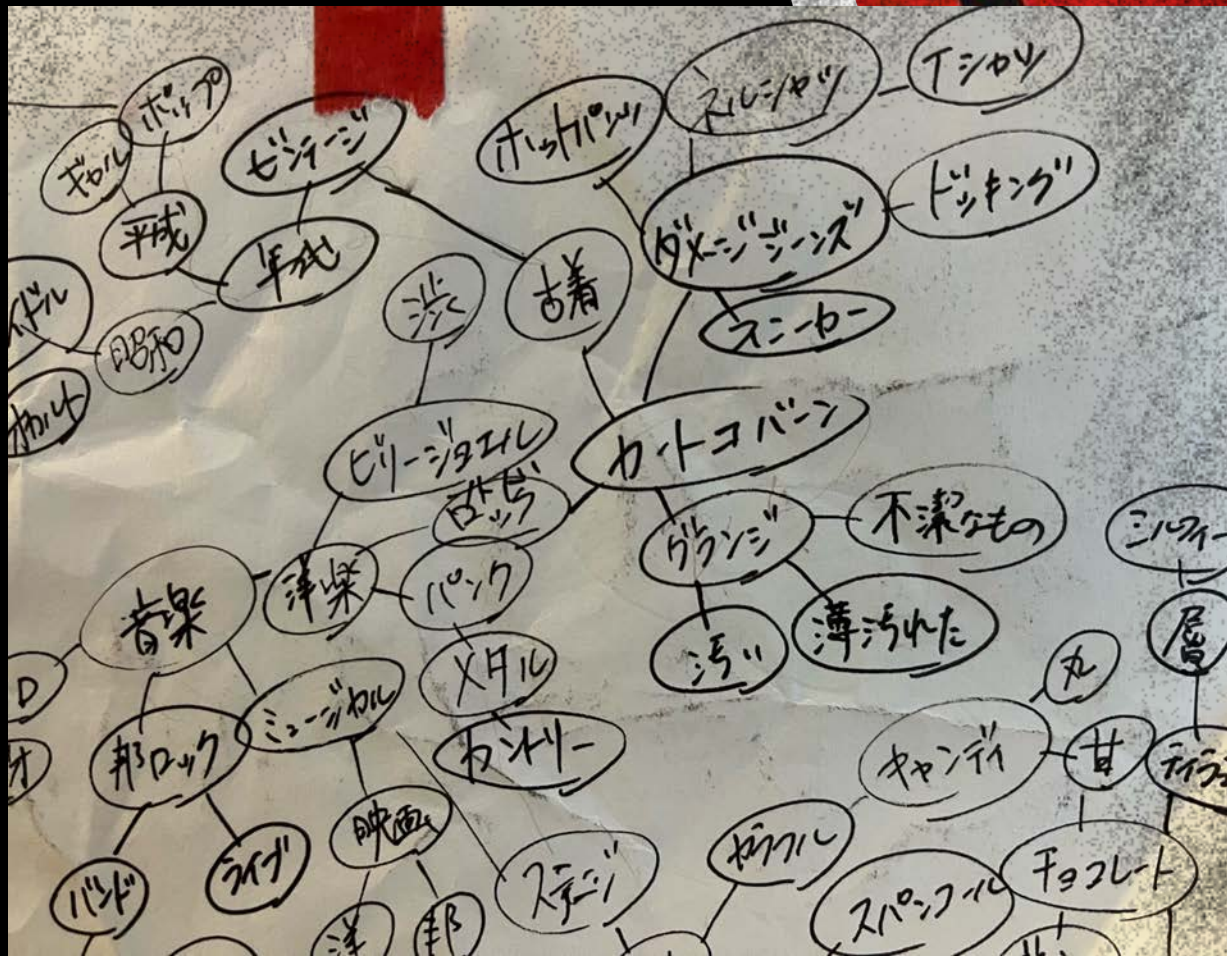 ポップ
ギャル
平成
ビンテージ
年式
昭和
ホットパンツ
ネルシャツ
Tシャツ
ダメージジーンズ
ドッキング
スニーカー
渋く
古着
カートコバーン
ビリージョエル
グランジ
不潔なもの
薄汚れた
汚い
音楽
洋楽
パンク
メタル
カントリー
ミュージカル
邦ロック
バンド
ライブ
映画
洋
邦
ステージ
カラフル
キャンディ
丸
甘
層
チョコレート
スパンコール